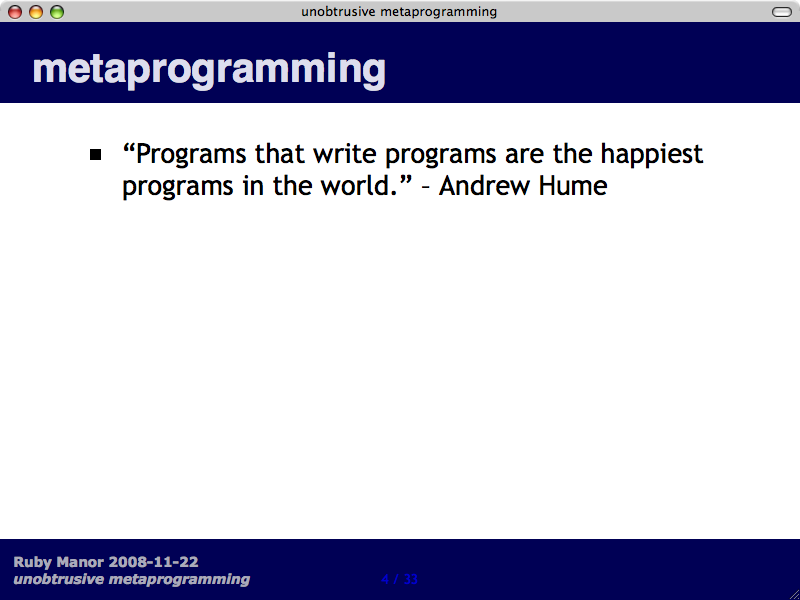 unobtrusive metaprogramming
metaprogramming
“Programs that write programs are the happiest
programs in the world.” – Andrew Hume
Ruby Manor 2008-11-22
unobtrusive metaprogramming
4 / 33